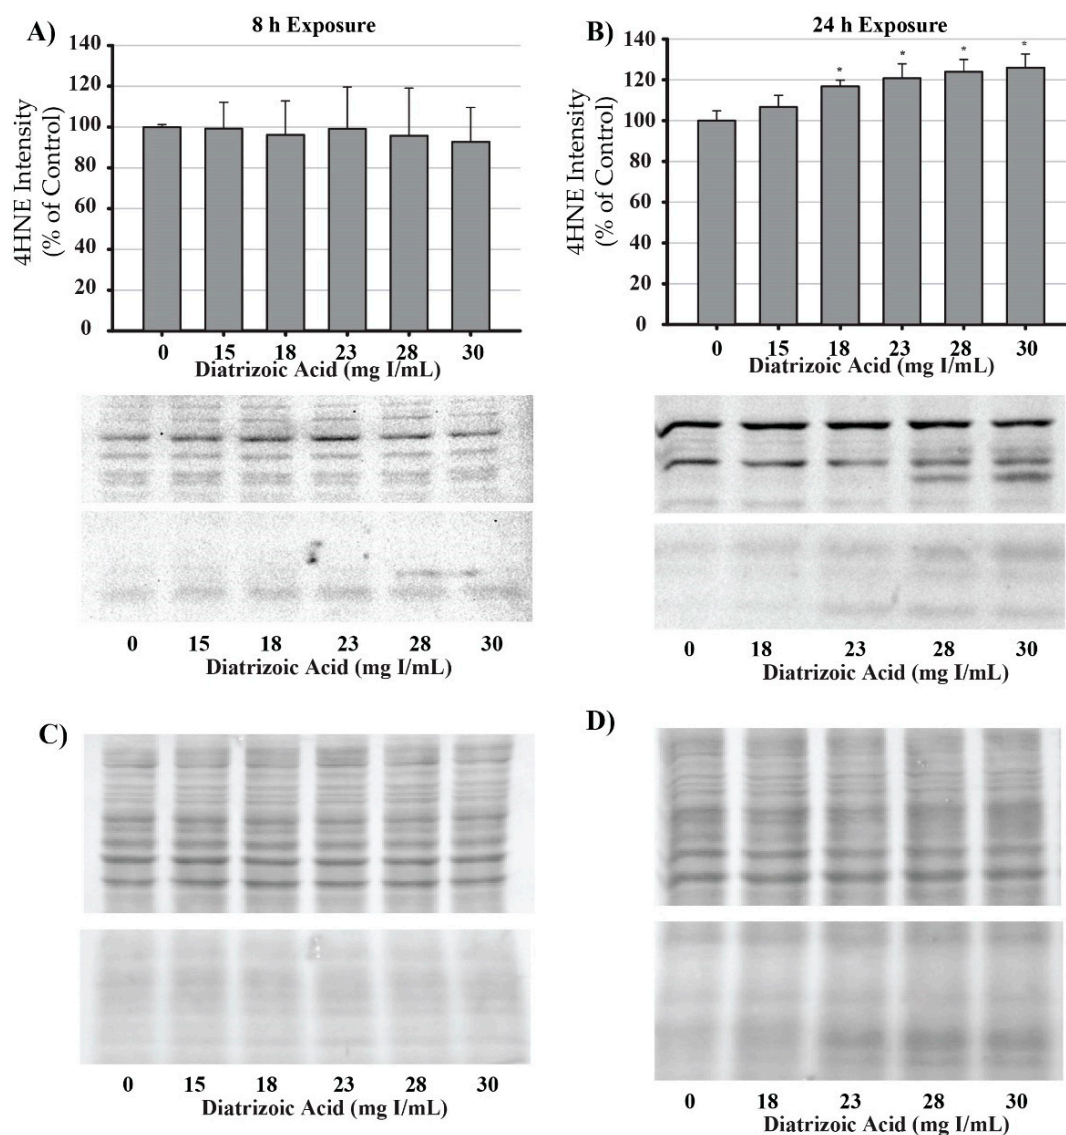 A)
8 h Exposure
140
120
100
80
60
40
20
0
4HNE Intensity
(% of Control)
0 15 18 23 28 30
Diatrizoic Acid (mg I/mL)
0 15 18 23 28 30
Diatrizoic Acid (mg I/mL)
B)
24 h Exposure
140
120
100
80
60
40
20
0
4HNE Intensity
(% of Control)
* * * *
0 15 18 23 28 30
Diatrizoic Acid (mg I/mL)
0 18 23 28 30
Diatrizoic Acid (mg I/mL)
C)
0 15 18 23 28 30
Diatrizoic Acid (mg I/mL)
D)
0 18 23 28 30
Diatrizoic Acid (mg I/mL)